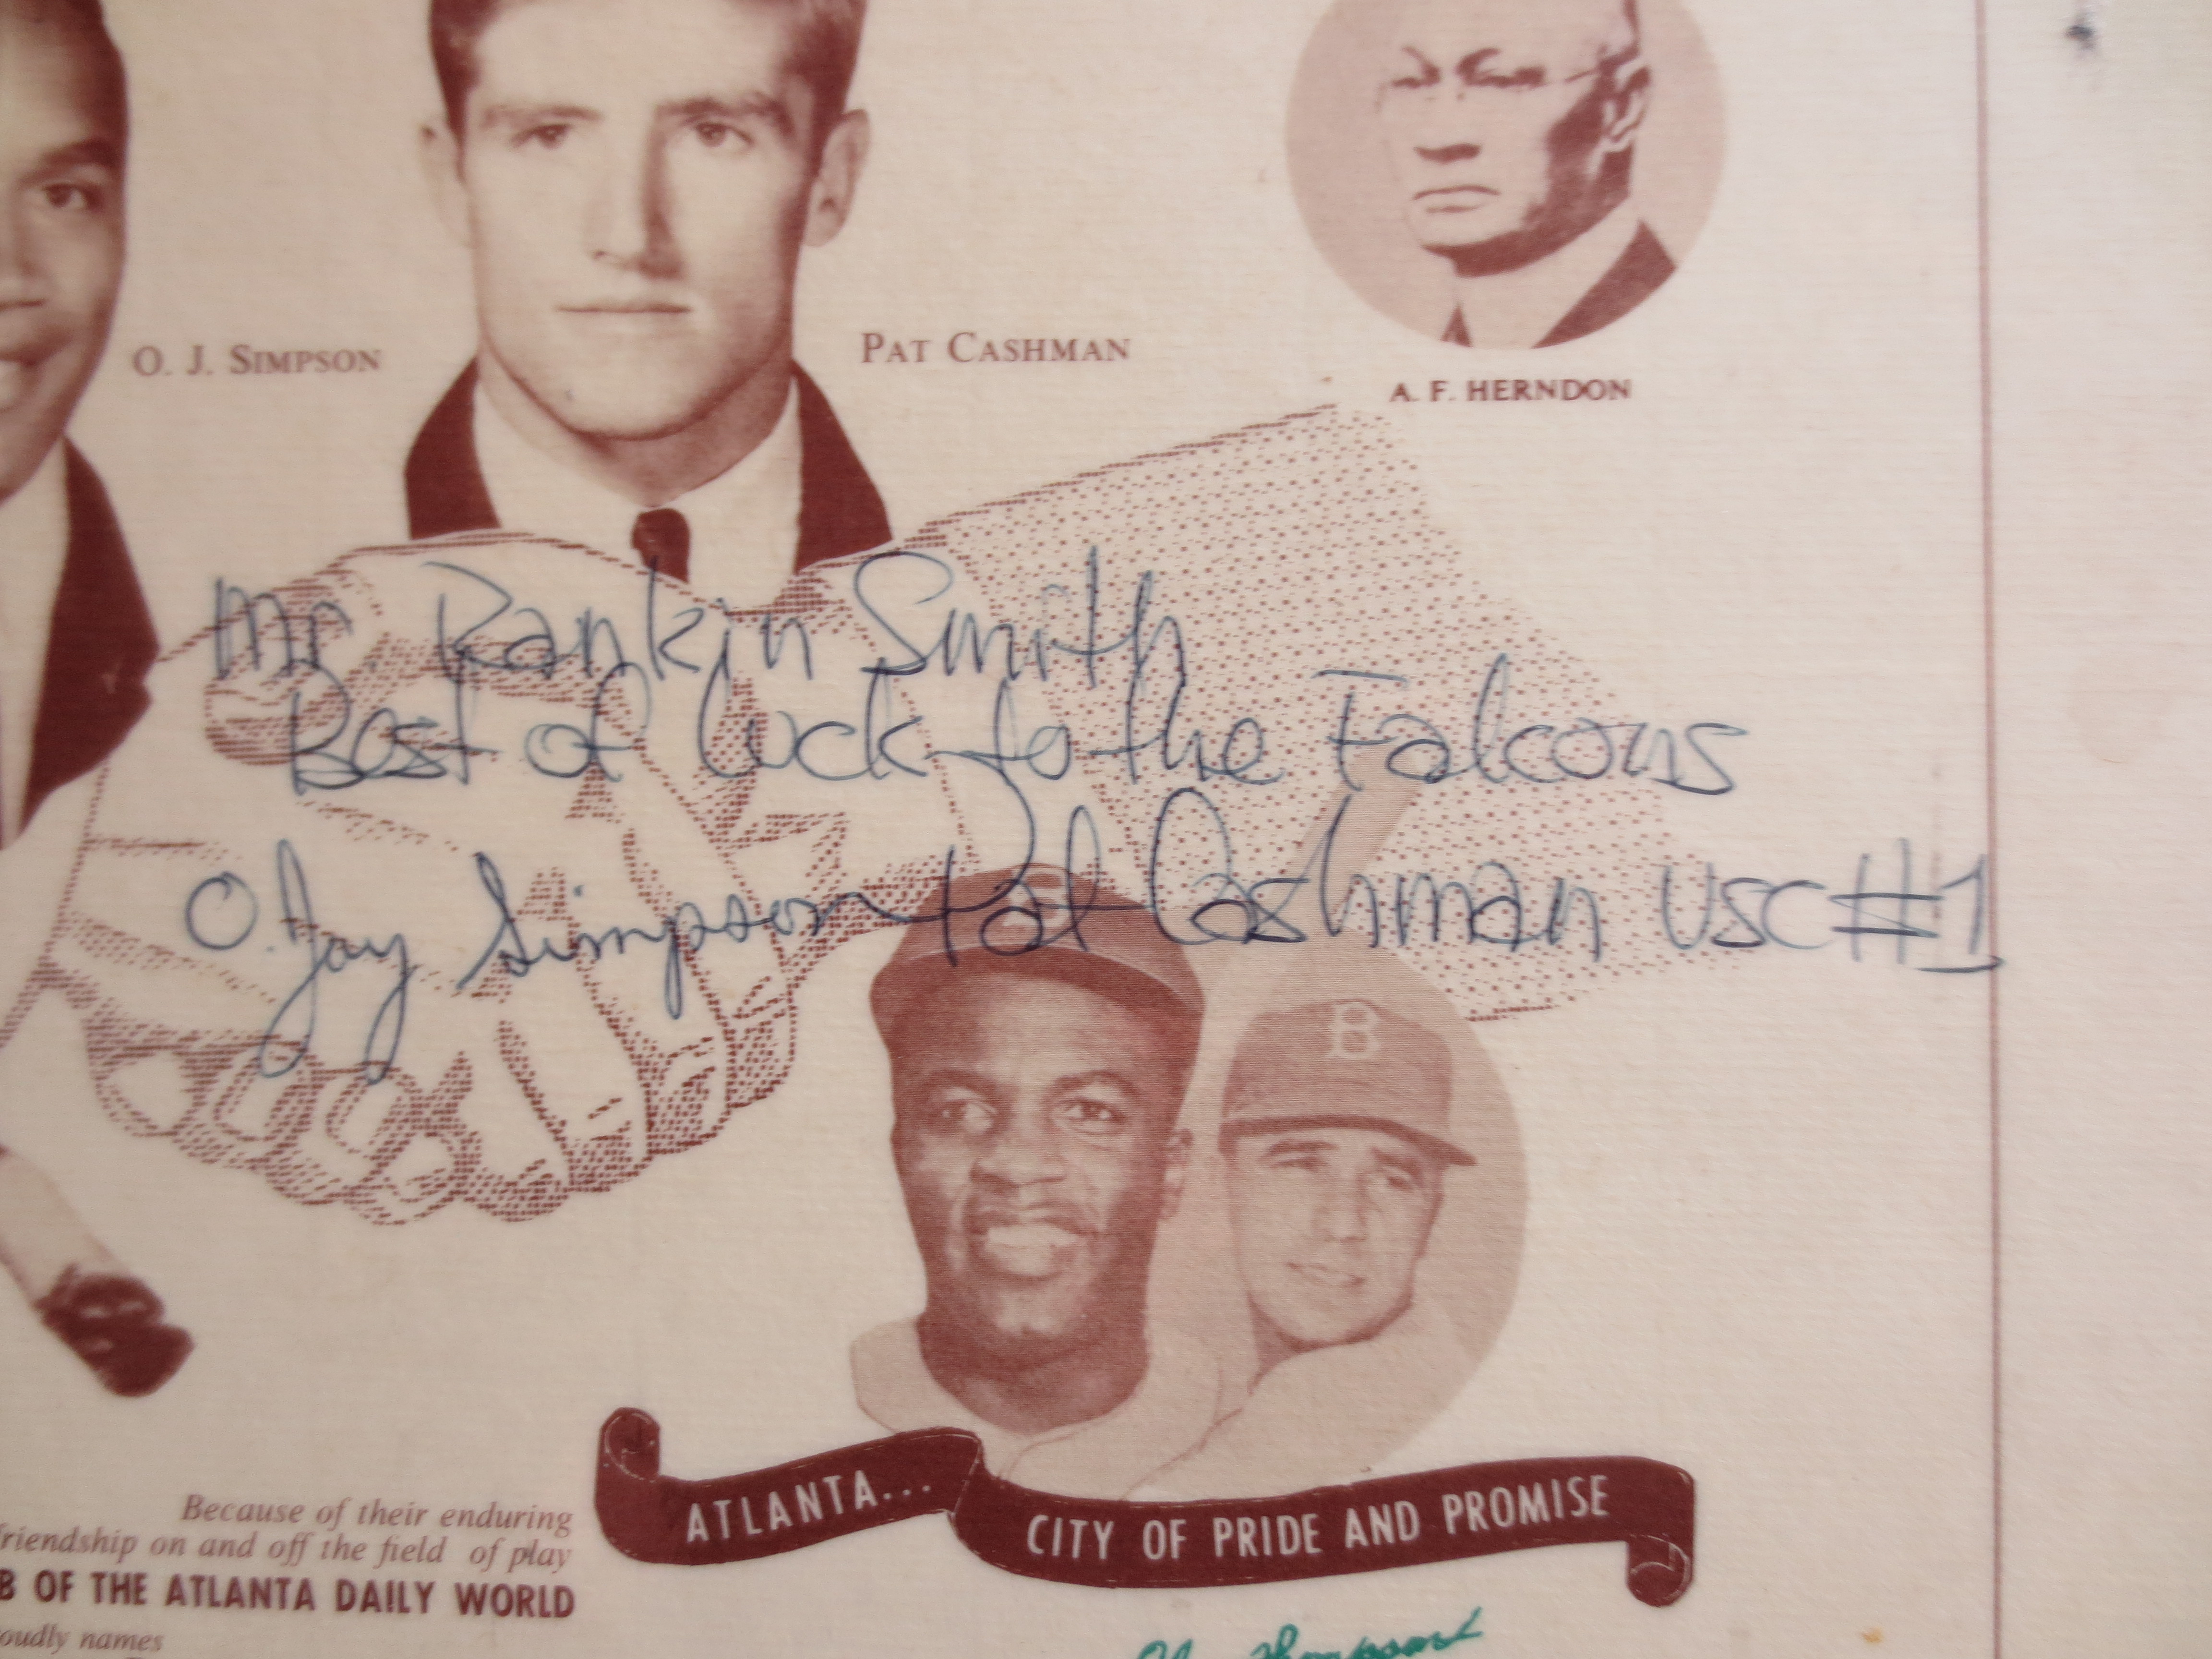 O. J. SIMPSON
PAT CASHMAN
A. F. HERNDON
Mr. Rankin Smith
Best of luck to the Falcons
O. Jay Simpson Pat Cashman USC #1
B
ATLANTA... CITY OF PRIDE AND PROMISE
Because of their enduring
friendship on and off the field of play
B OF THE ATLANTA DAILY WORLD
oudly names